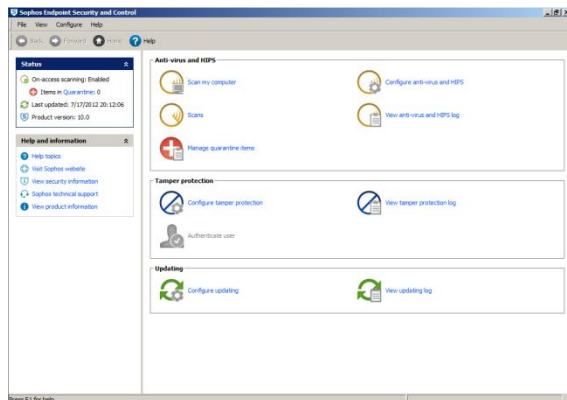 Sophos Endpoint Security and Control
File View Configure Help
Back Forward Home Help
Status
On-access scanning: Enabled
Items in Quarantine: 0
Last updated: 7/17/2012 20:12:06
Product version: 10.0
Help and information
Help topics
Visit Sophos website
View security information
Sophos technical support
View product information
Anti-virus and HIPS
Scan my computer
Configure anti-virus and HIPS
Scans
View anti-virus and HIPS log
Manage quarantine items
Tamper protection
Configure tamper protection
View tamper protection log
Authenticate user
Updating
Configure updating
View updating log
Press F1 for help